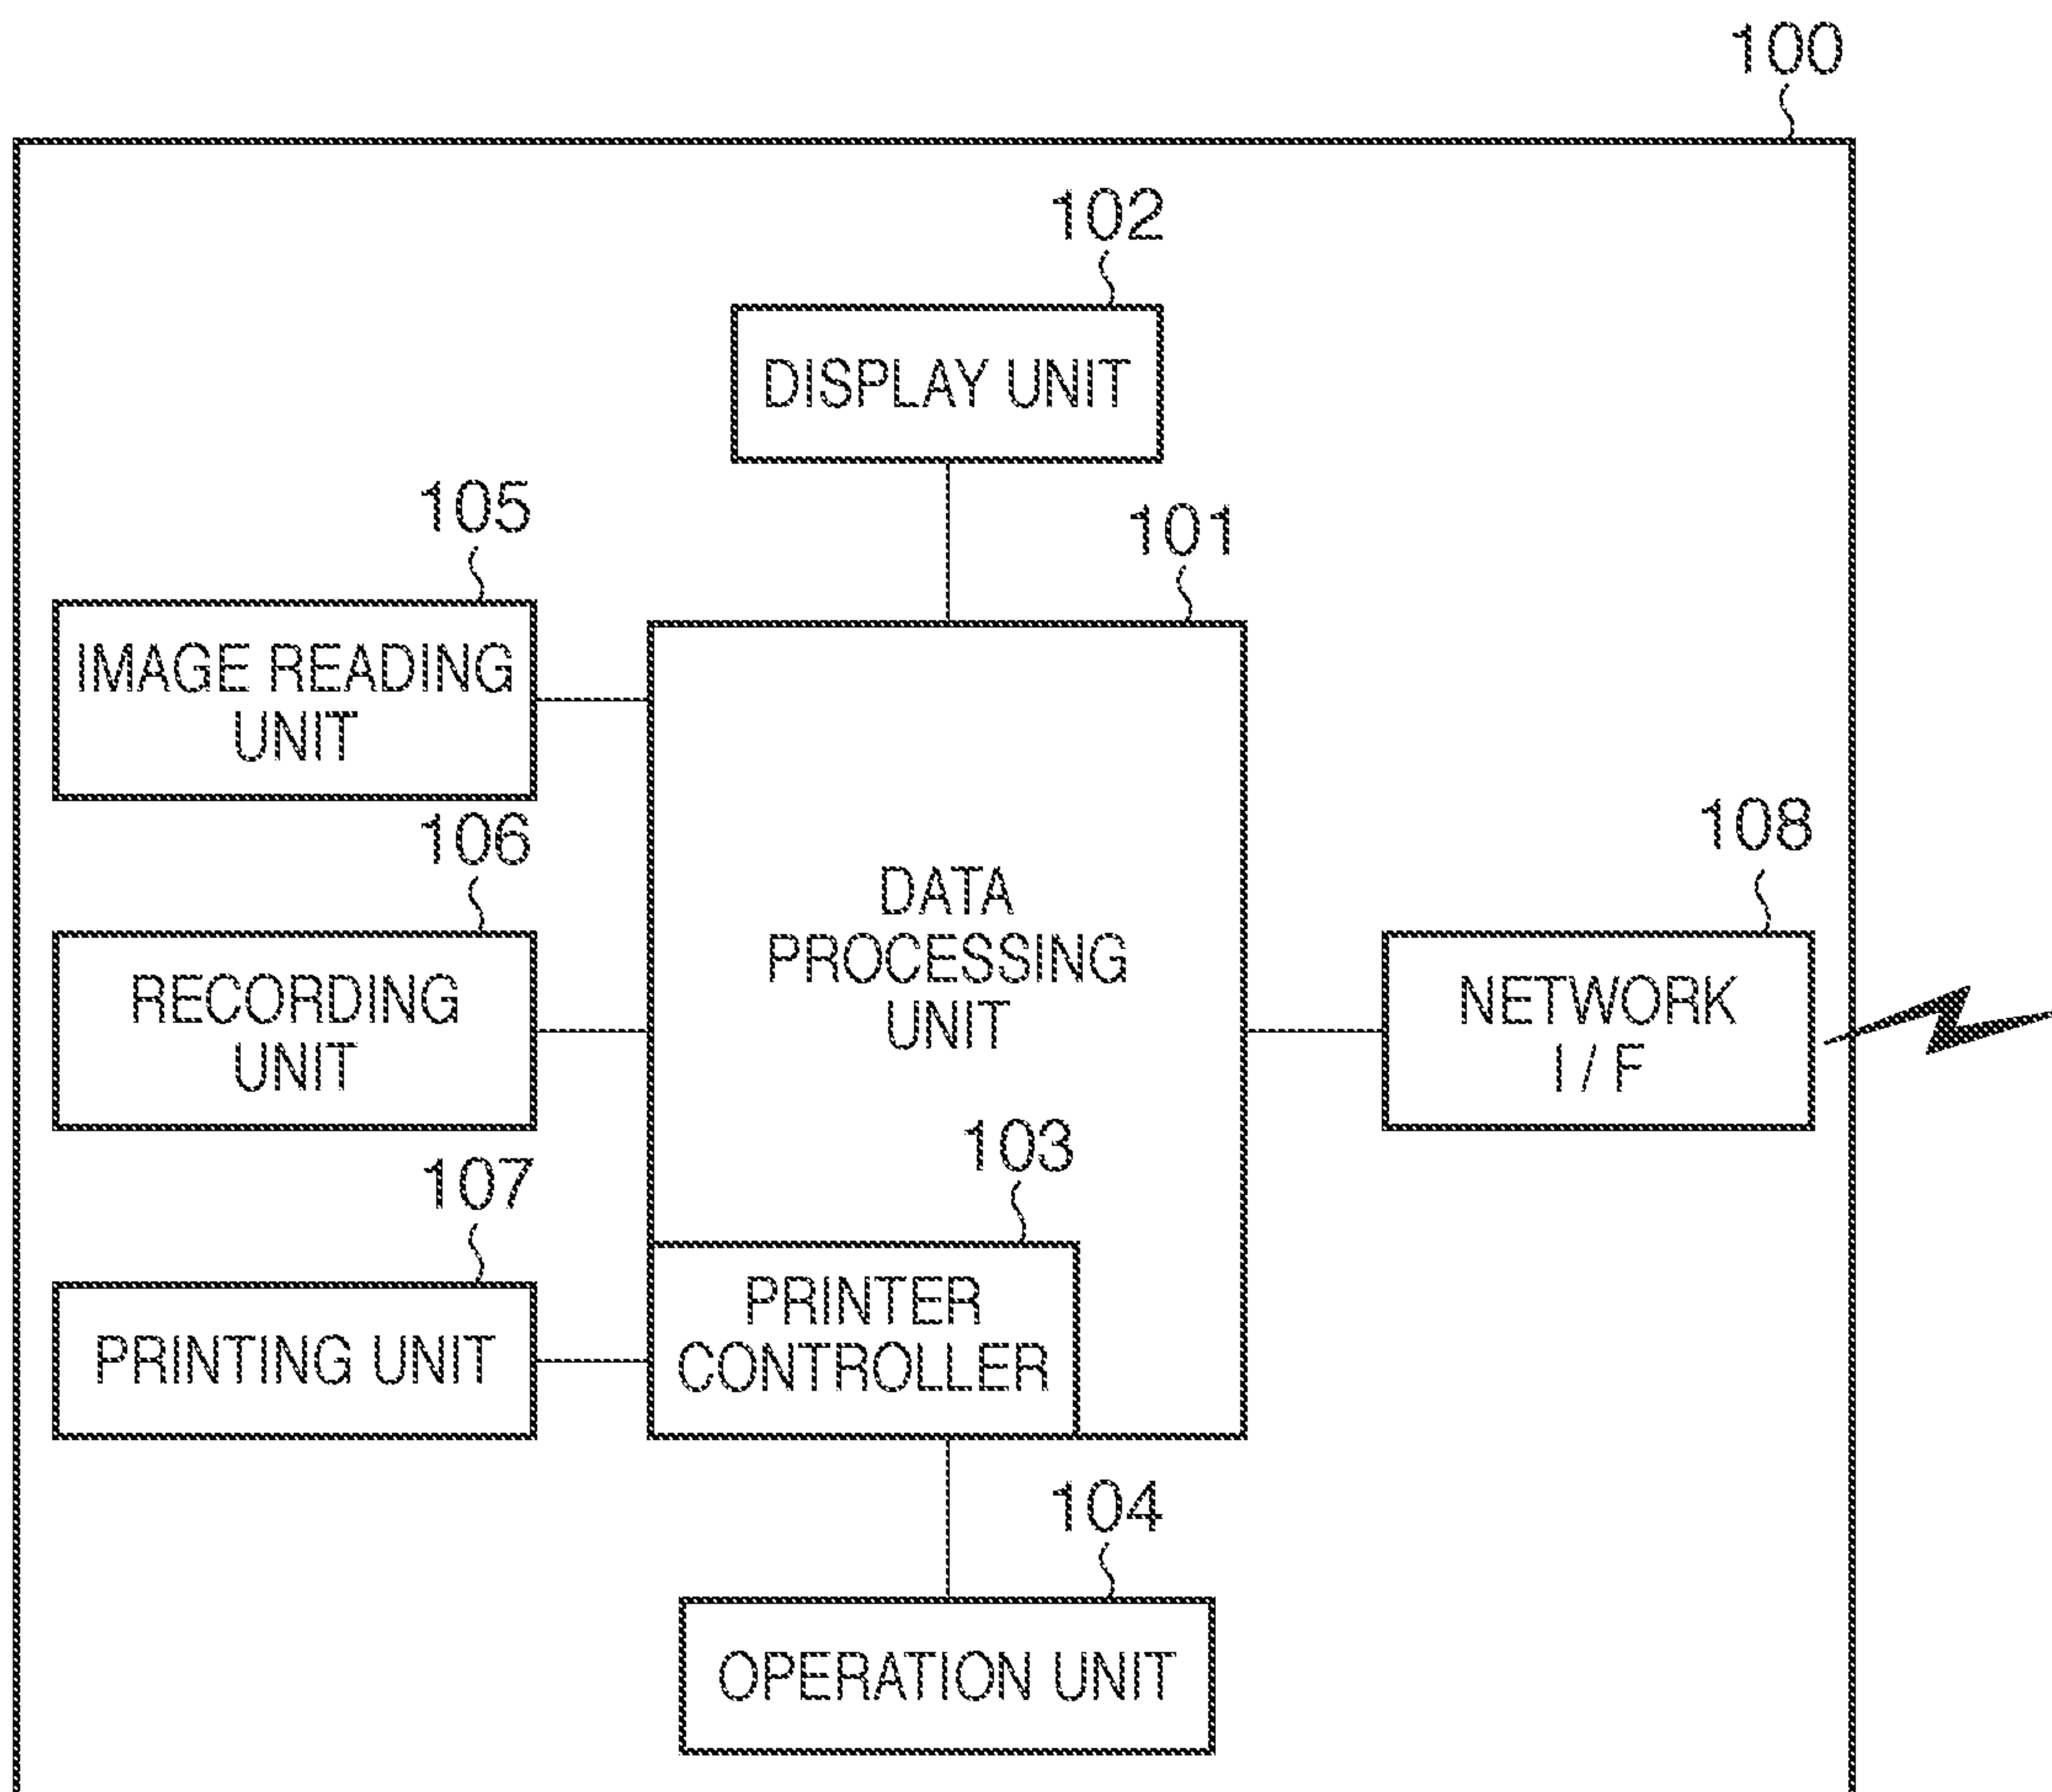 100
102
DISPLAY UNIT
105
101
IMAGE READING
UNIT
106
DATA
PROCESSING
UNIT
108
RECORDING
UNIT
NETWORK
I / F
103
107
PRINTER
CONTROLLER
PRINTING UNIT
104
OPERATION UNIT